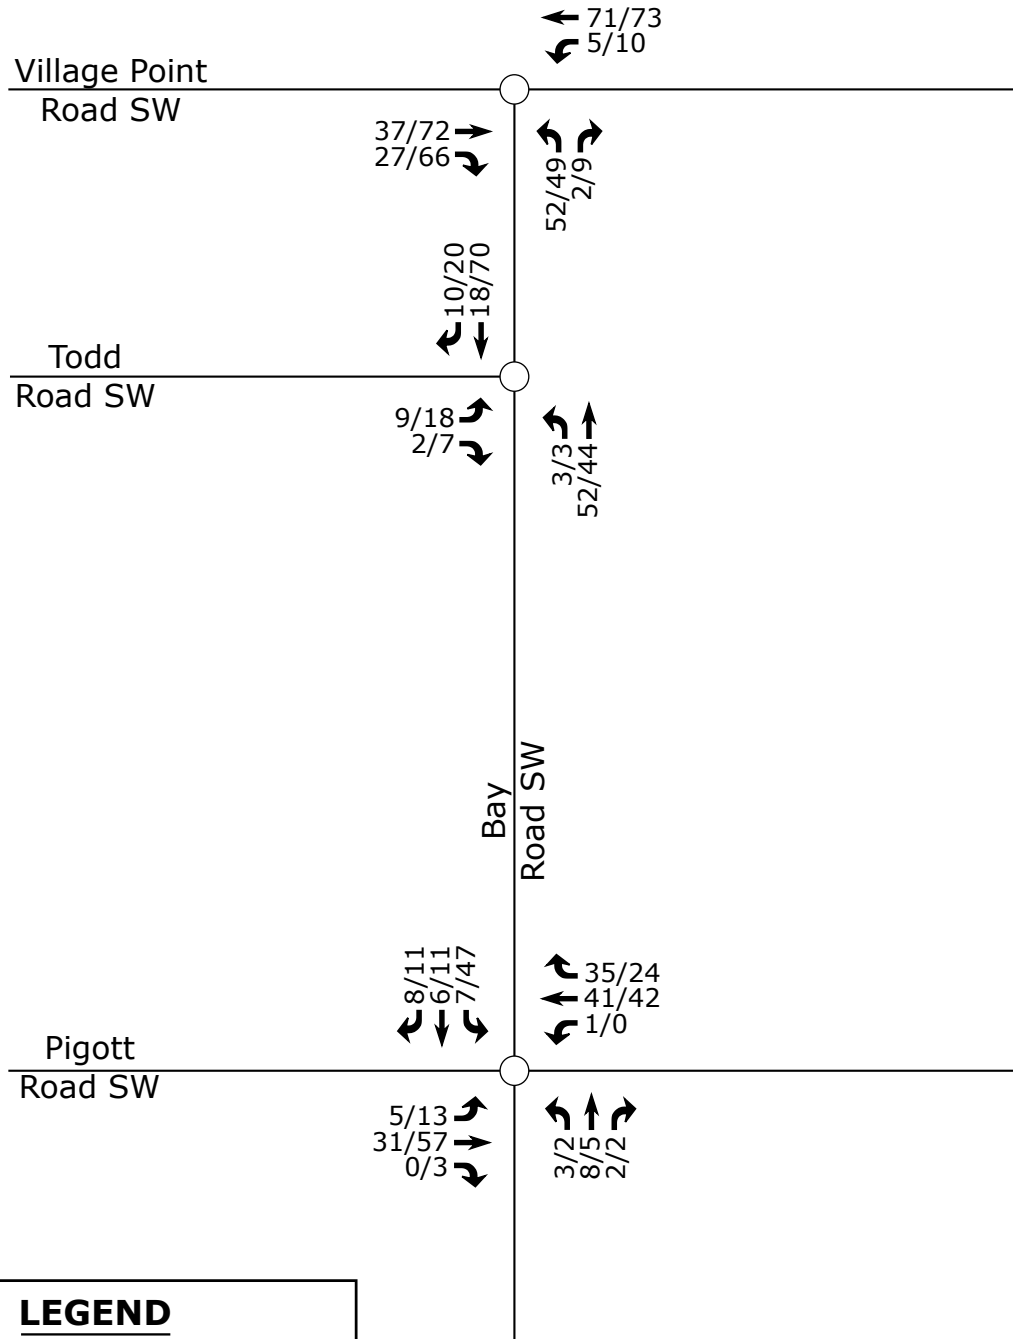 71/73
5/10
Village Point
Road SW
37/72
27/66
52/49
2/9
10/20
18/70
Todd
Road SW
9/18
2/7
3/3
52/44
Bay
Road SW
8/11
6/11
7/47
35/24
41/42
1/0
Pigott
Road SW
5/13
31/57
0/3
3/2
8/5
2/2
LEGEND